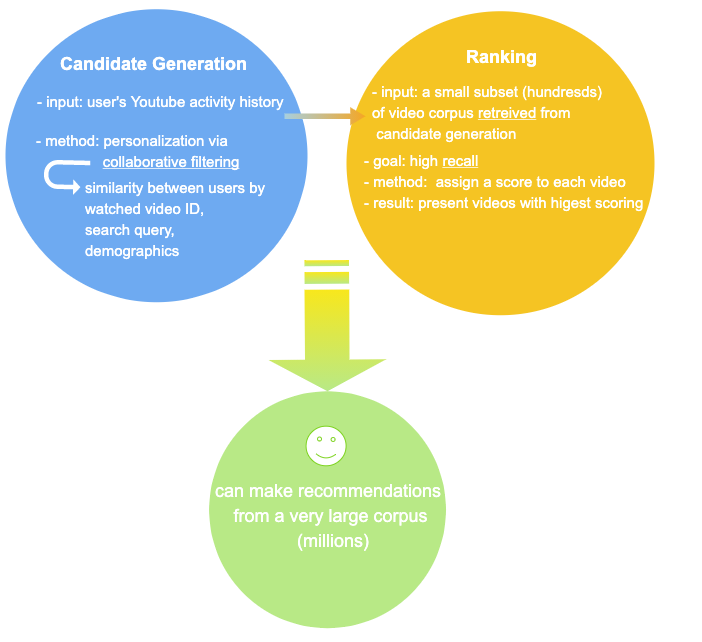 Candidate Generation
- input: user's Youtube activity history
- method: personalization via
collaborative filtering
similarity between users by
watched video ID,
search query,
demographics
Ranking
- input: a small subset (hundresds)
of video corpus retreived from
candidate generation
- goal: high recall
- method: assign a score to each video
- result: present videos with higest scoring
can make recommendations
from a very large corpus
(millions)